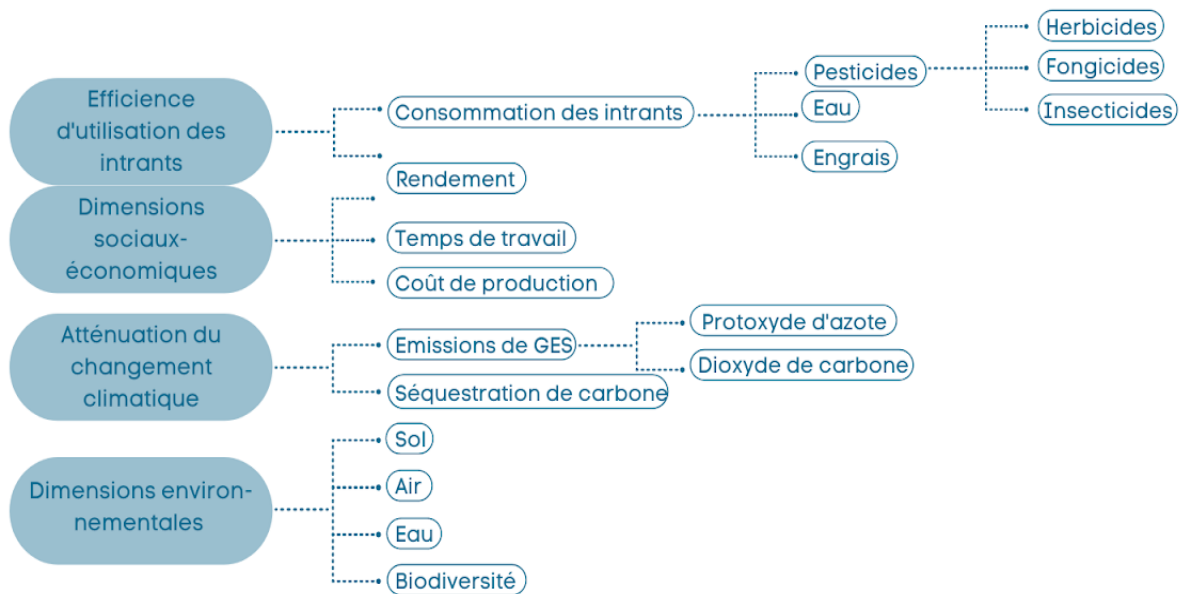 Efficience
d'utilisation des
intrants
Consommation des intrants
Pesticides
Herbicides
Fongicides
Insecticides
Eau
Engrais
Rendement
Dimensions
sociaux-
économiques
Temps de travail
Coût de production
Atténuation du
changement
climatique
Emissions de GES
Protoxyde d'azote
Dioxyde de carbone
Séquestration de carbone
Dimensions environ-
nementales
Sol
Air
Eau
Biodiversité